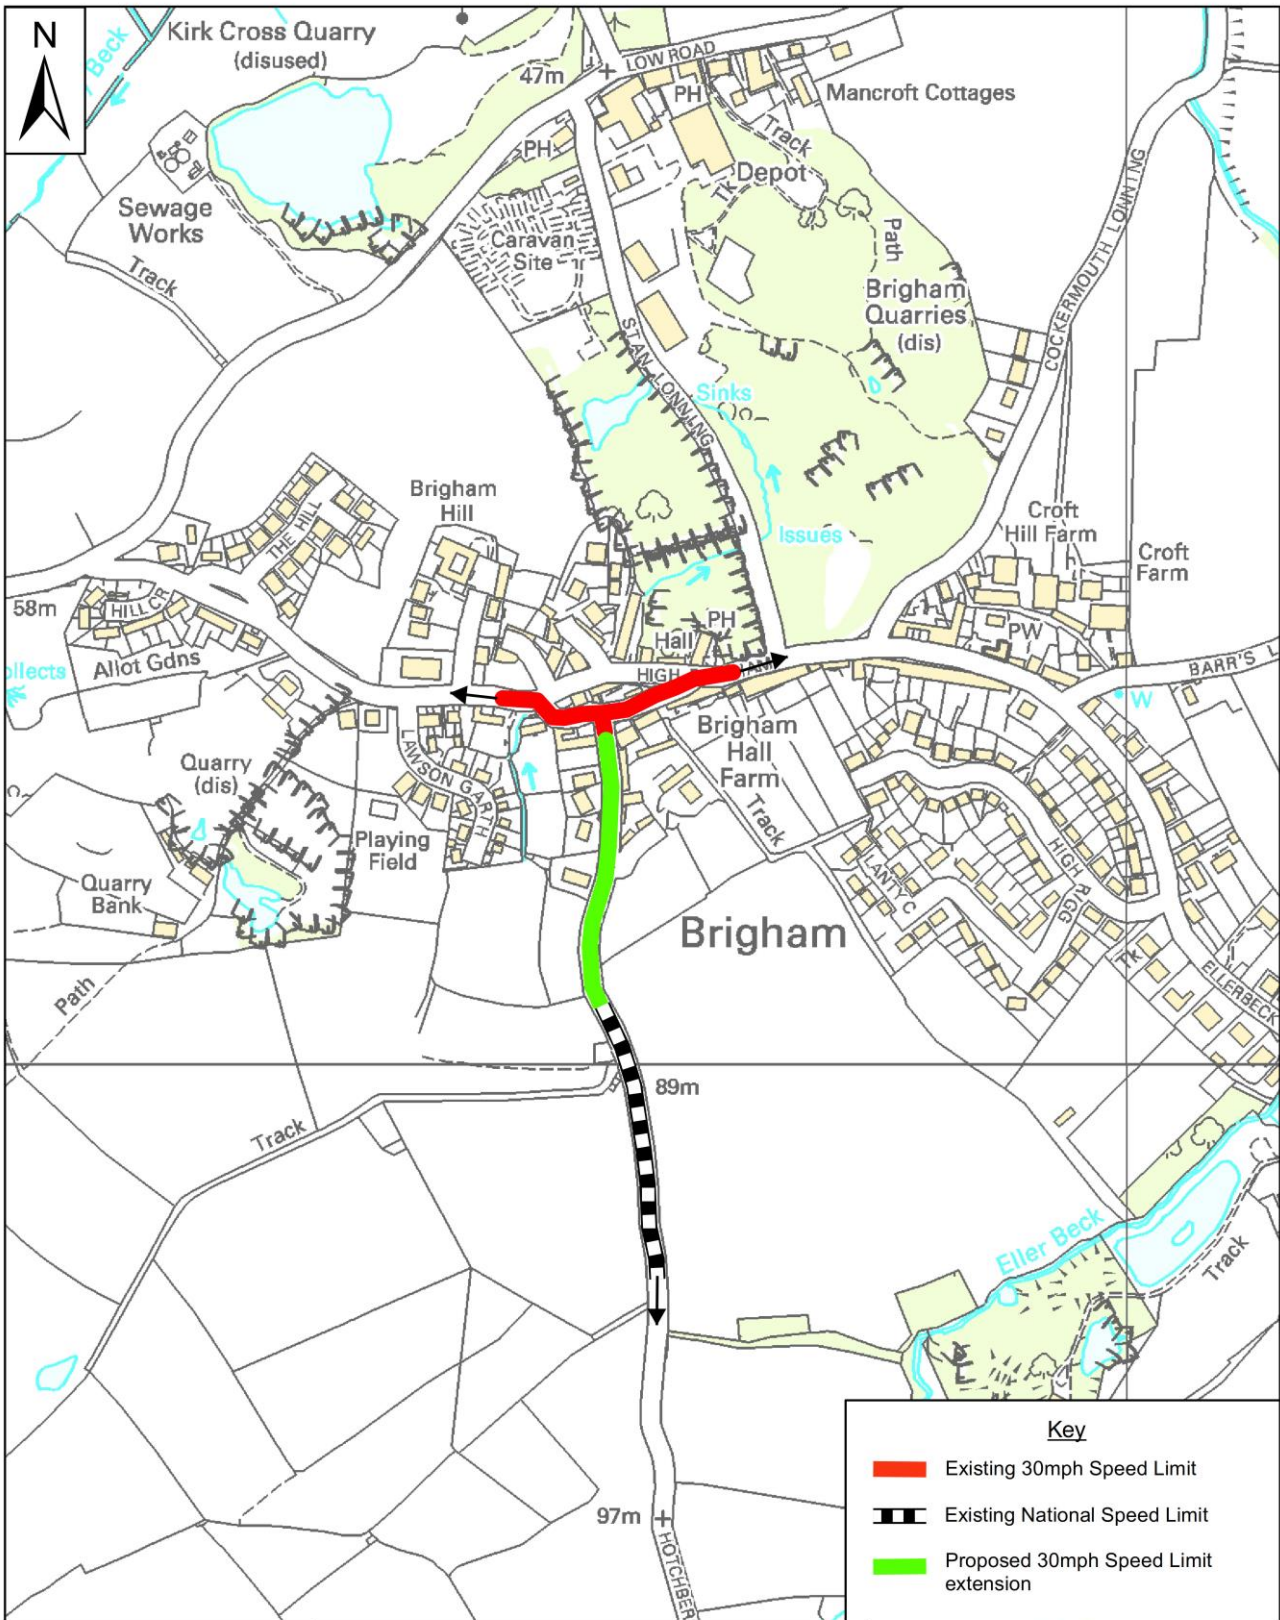 N
Beck
Kirk Cross Quarry
(disused)
47m
LOW ROAD
PH
Mancroft Cottages
PH
Track
Depot
Tk
Sewage
Works
Caravan
Site
Path
Track
Brigham
Quarries
(dis)
COCKERMOUTH LONNING
STAN LONNING
Sinks
Brigham
Hill
THE HILL
Issues
Croft
Hill Farm
Croft
Farm
58m
HILL CR
PH
Hall
PW
Allot Gdns
ollects
HIGH
BARR'S L
W
Brigham
Hall
Farm
Quarry
(dis)
LAWSON GARTH
Track
Playing
Field
HIGH RIGG
LANTY C
Quarry
Bank
Brigham
Tk
ELLERBECK
Path
89m
Track
Eller Beck
Track
97m
HOTCHBER
Key
Existing 30mph Speed Limit
Existing National Speed Limit
Proposed 30mph Speed Limit
extension